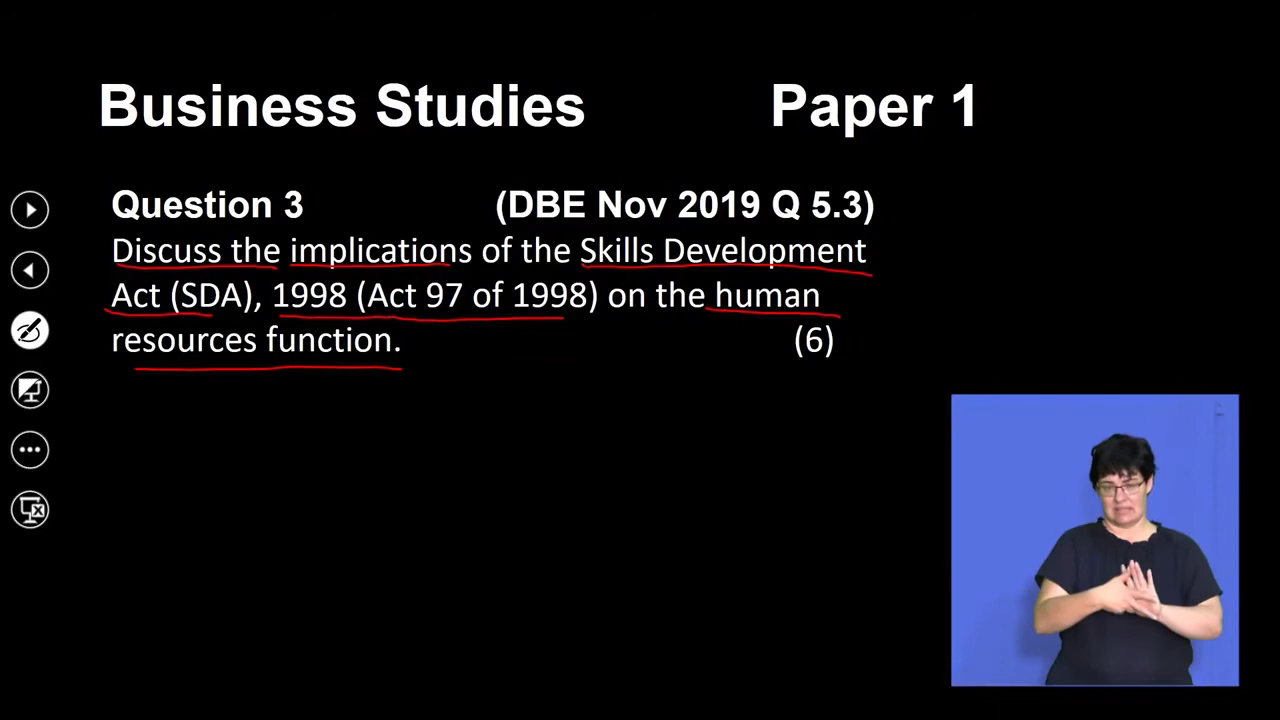 Business Studies Paper 1
Question 3 (DBE Nov 2019 Q 5.3)
Discuss the implications of the Skills Development
Act (SDA), 1998 (Act 97 of 1998) on the human
resources function. (6)